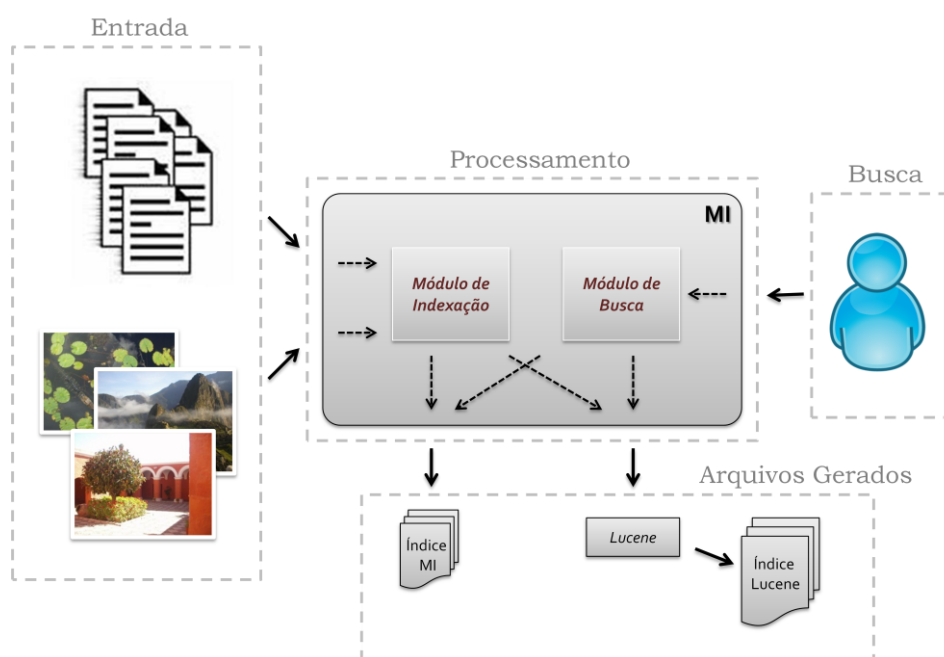 Entrada
Processamento
Busca
MI
Módulo de
Indexação
Módulo de
Busca
Arquivos Gerados
Índice
MI
Lucene
Índice
Lucene